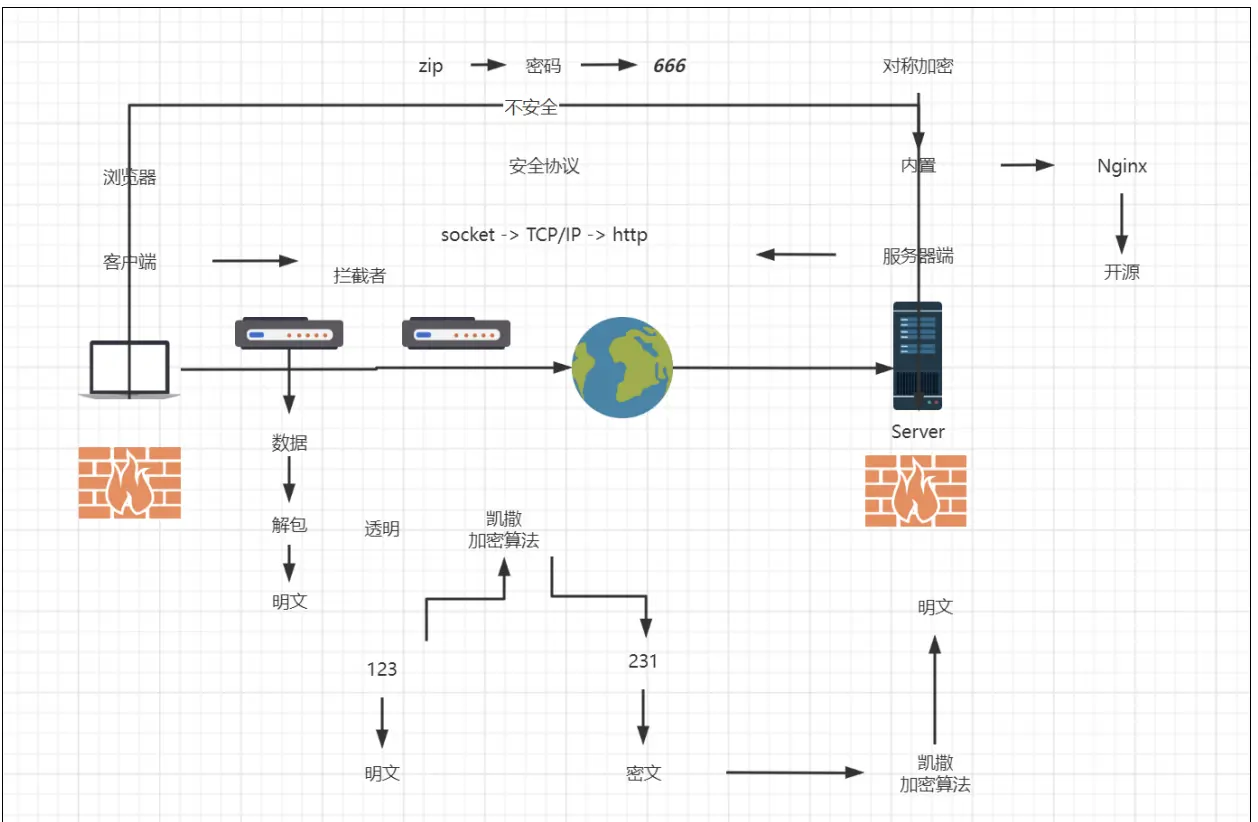 zip
密码
666
对称加密
不安全
浏览器
安全协议
内置
Nginx
客户端
socket -> TCP/IP -> http
服务器端
拦截者
开源
Server
数据
解包
透明
凯撒
加密算法
明文
明文
123
231
明文
密文
凯撒
加密算法